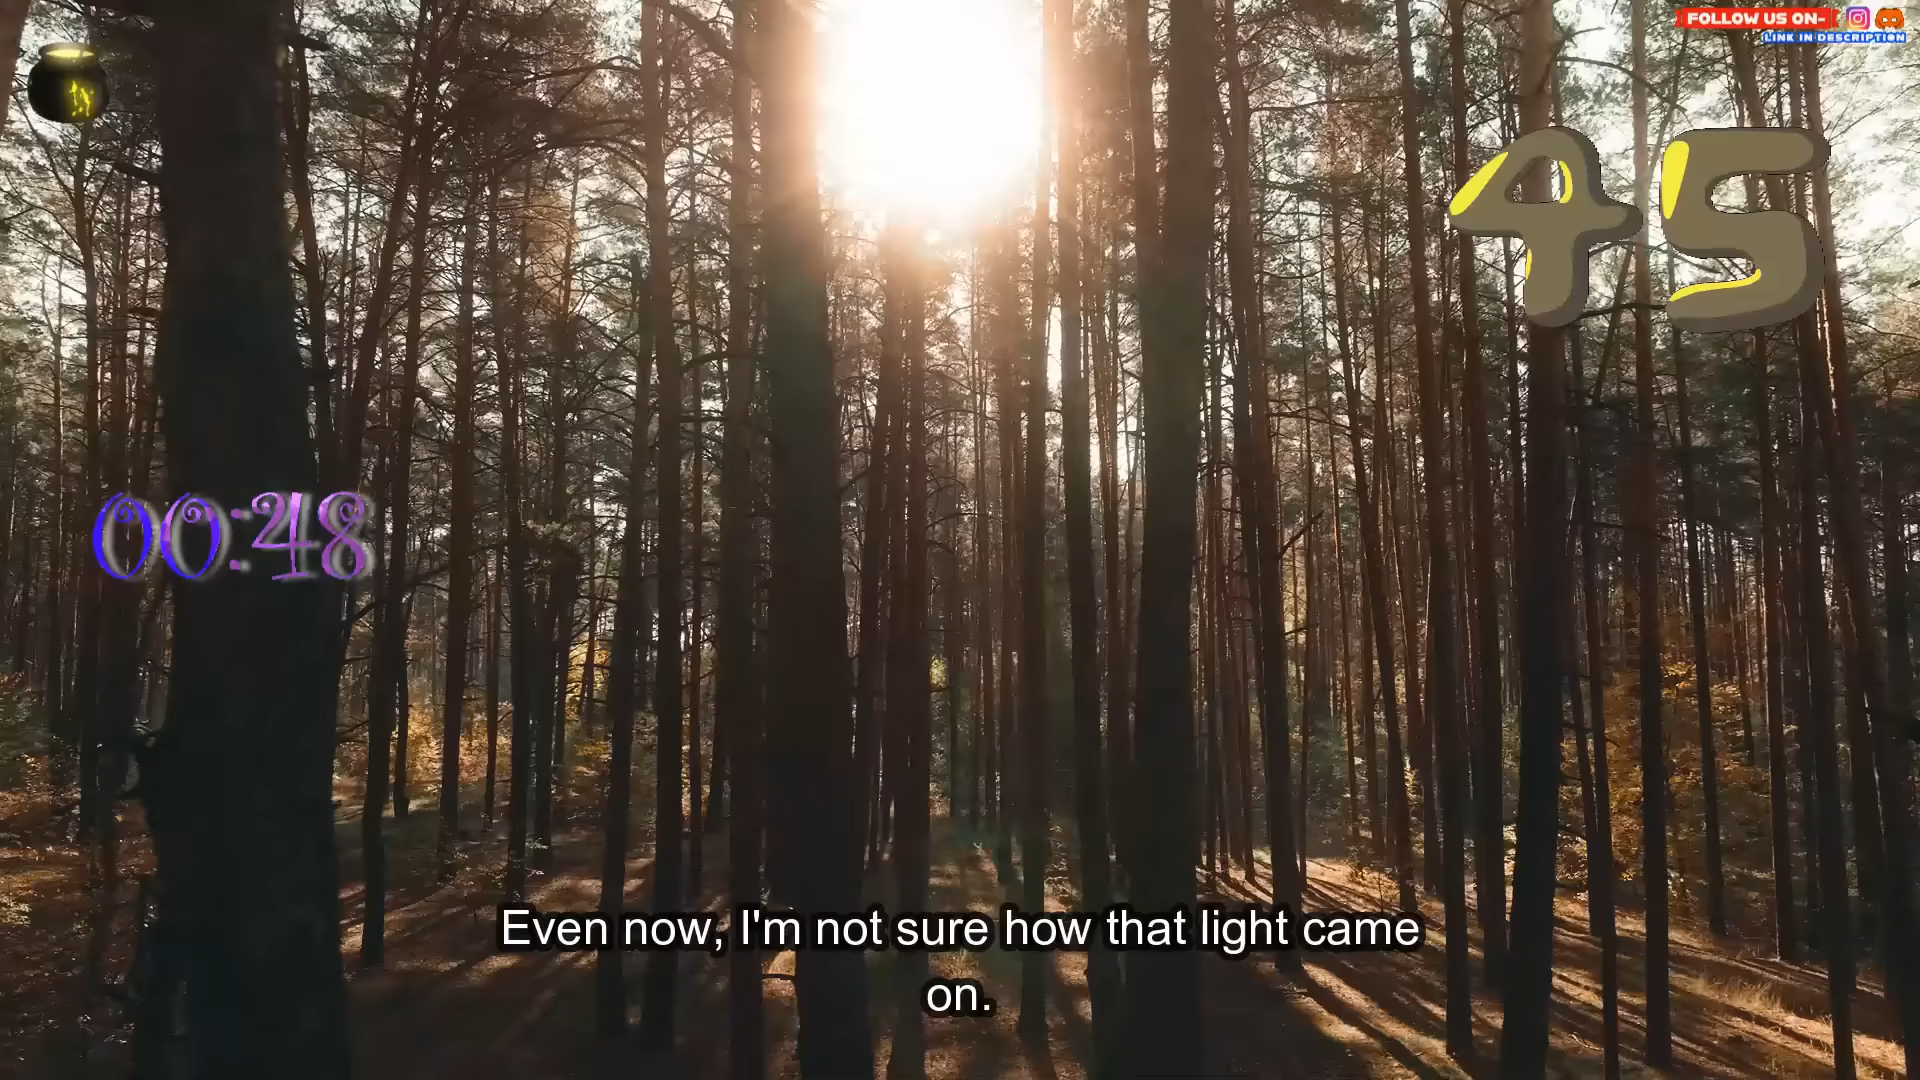 FOLLOW US ON-
LINK IN DESCRIPTION
45
00:48
Even now, I'm not sure how that light came
on.